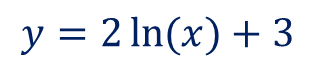 y = 2 ln(x) + 3